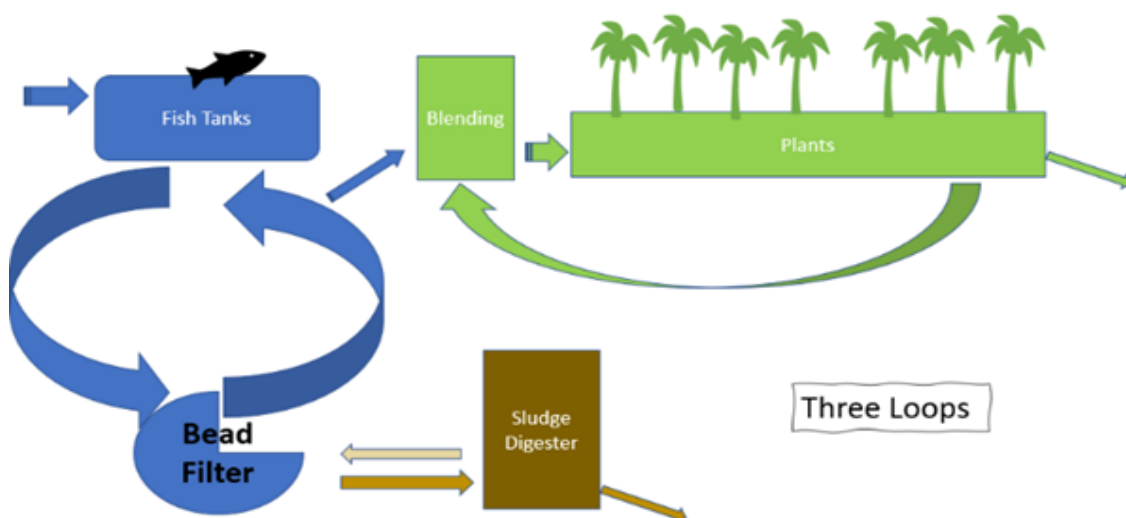 Fish Tanks
Blending
Plants
Bead
Filter
Sludge
Digester
Three Loops